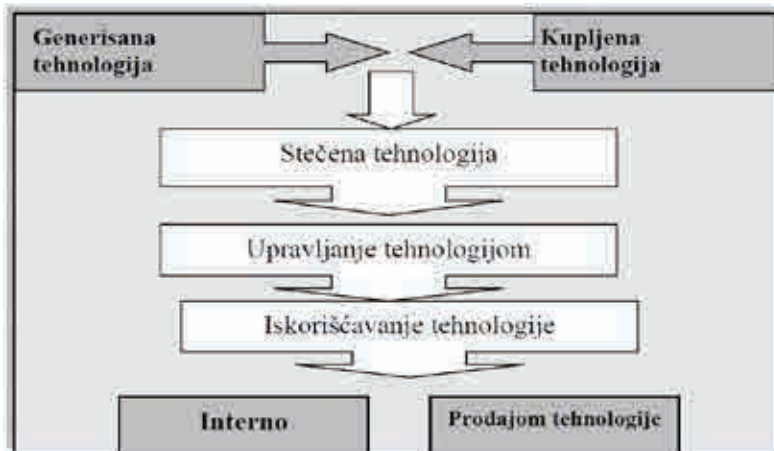 Generisana
tehnologija
Kupljena
tehnologija
Stečena tehnologija
Upravljanje tehnologijom
Iskorišćavanje tehnologije
Interno
Prodajom tehnologije